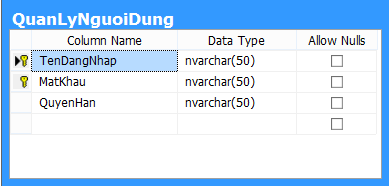 QuanLyNguoiDung
Column Name Data Type Allow Nulls
TenDangNhap nvarchar(50)
MatKhau nvarchar(50)
QuyenHan nvarchar(50)